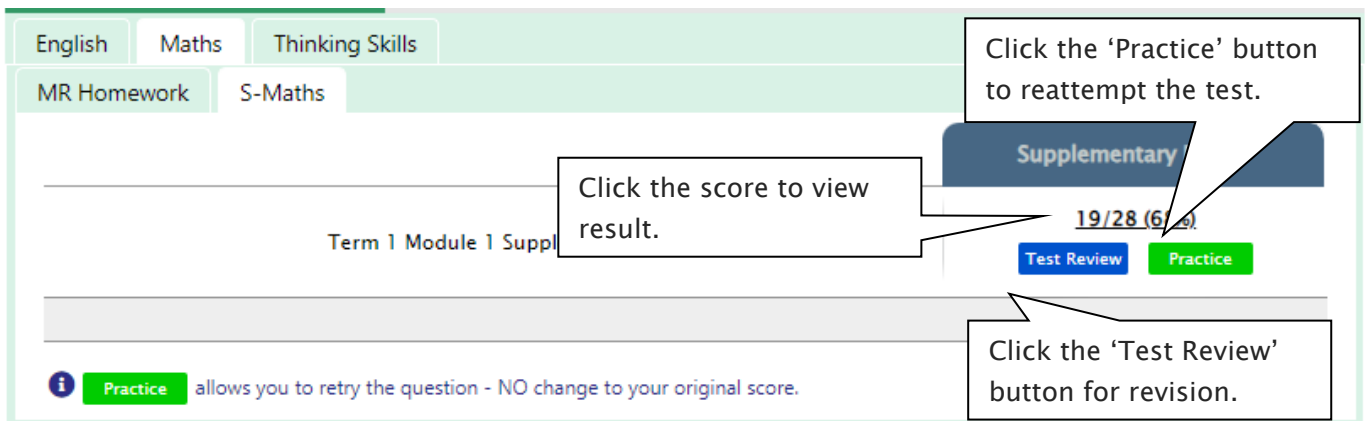 English Maths Thinking Skills
MR Homework S-Maths
Click the ‘Practice’ button
to reattempt the test.
Supplementary
Click the score to view
result.
19/28 (68%)
Term 1 Module 1
Test Review Practice
Click the ‘Test Review’
button for revision.
Practice allows you to retry the question - NO change to your original score.